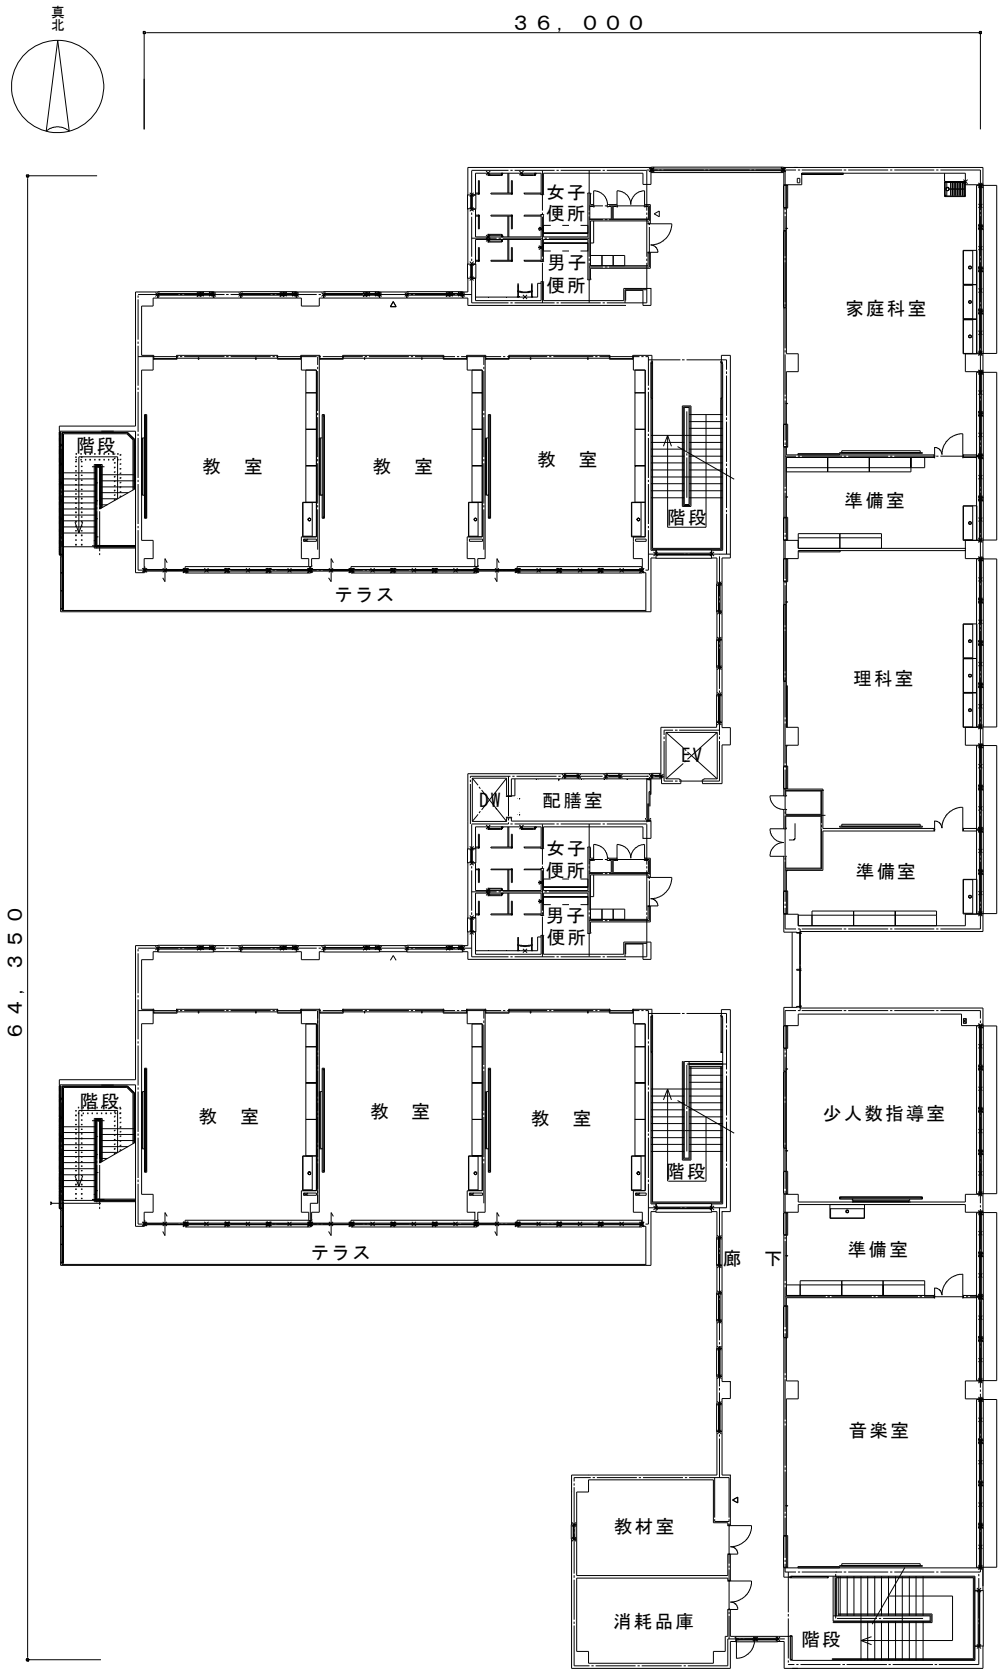 真北
36,000
女子
便所
男子
便所
家庭科室
階段
教 室
教 室
教 室
準備室
階段
テラス
理科室
EV
DW
配膳室
女子
便所
準備室
男子
便所
64,350
階段
教 室
教 室
教 室
少人数指導室
階段
テラス
廊 下
準備室
音楽室
教材室
消耗品庫
階段